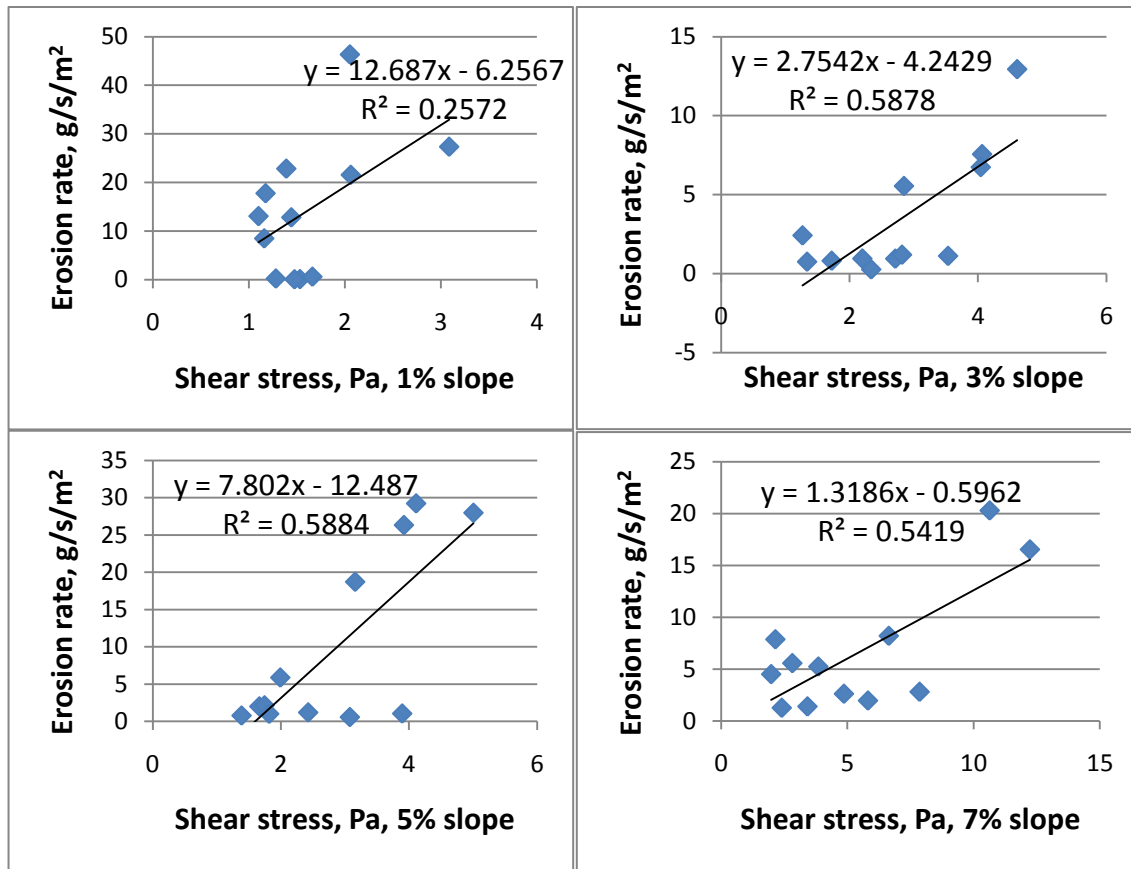 Erosion rate, g/s/m²
50
40
30
20
10
0
y = 12.687x - 6.2567
R² = 0.2572
0 1 2 3 4
Shear stress, Pa, 1% slope
Erosion rate, g/s/m²
15
10
5
0
-5
y = 2.7542x - 4.2429
R² = 0.5878
0 2 4 6
Shear stress, Pa, 3% slope
Erosion rate, g/s/m²
35
30
25
20
15
10
5
0
y = 7.802x - 12.487
R² = 0.5884
0 2 4 6
Shear stress, Pa, 5% slope
Erosion rate, g/s/m²
25
20
15
10
5
0
y = 1.3186x - 0.5962
R² = 0.5419
0 5 10 15
Shear stress, Pa, 7% slope